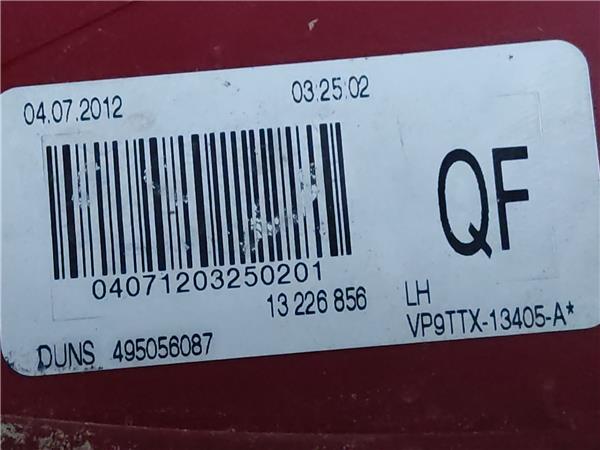 04.07.2012 03:25:02
QF
04071203250201
13 226 856
LH
VP9TTX-13405-A*
DUNS 495056087